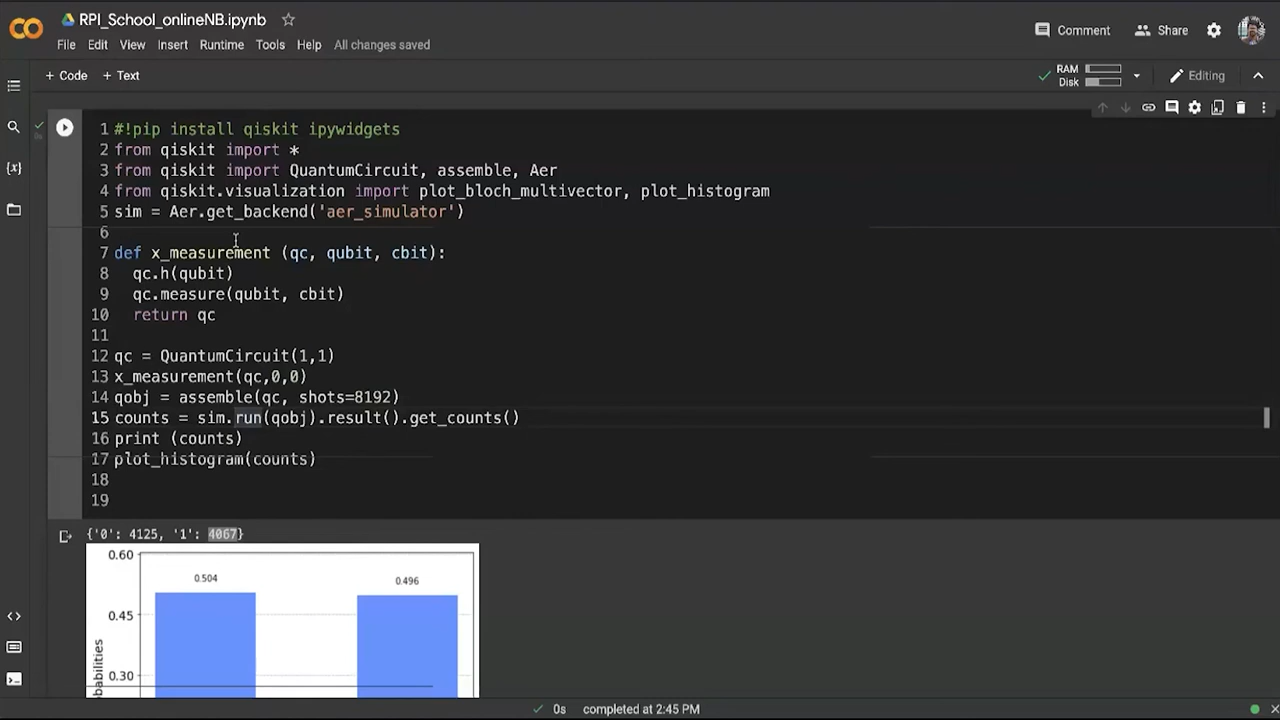 RPI_School_onlineNB.ipynb
File Edit View Insert Runtime Tools Help All changes saved
Comment Share
+ Code + Text
RAM
Disk
Editing
1 #!pip install qiskit ipywidgets
2 from qiskit import *
3 from qiskit import QuantumCircuit, assemble, Aer
4 from qiskit.visualization import plot_bloch_multivector, plot_histogram
5 sim = Aer.get_backend('aer_simulator')
6
7 def x_measurement (qc, qubit, cbit):
8 qc.h(qubit)
9 qc.measure(qubit, cbit)
10 return qc
11
12 qc = QuantumCircuit(1,1)
13 x_measurement(qc,0,0)
14 qobj = assemble(qc, shots=8192)
15 counts = sim.run(qobj).result().get_counts()
16 print (counts)
17 plot_histogram(counts)
18
19
{'0': 4125, '1': 4067}
0.60
0.504
0.496
0.45
0.30
0s completed at 2:45 PM